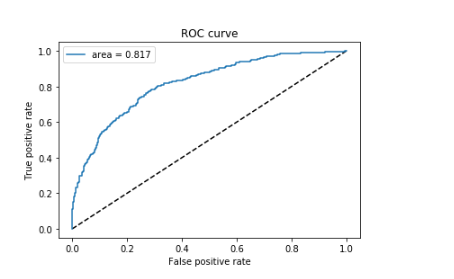 ROC curve
area = 0.817
1.0
0.8
0.6
0.4
0.2
0.0
True positive rate
0.0 0.2 0.4 0.6 0.8 1.0
False positive rate